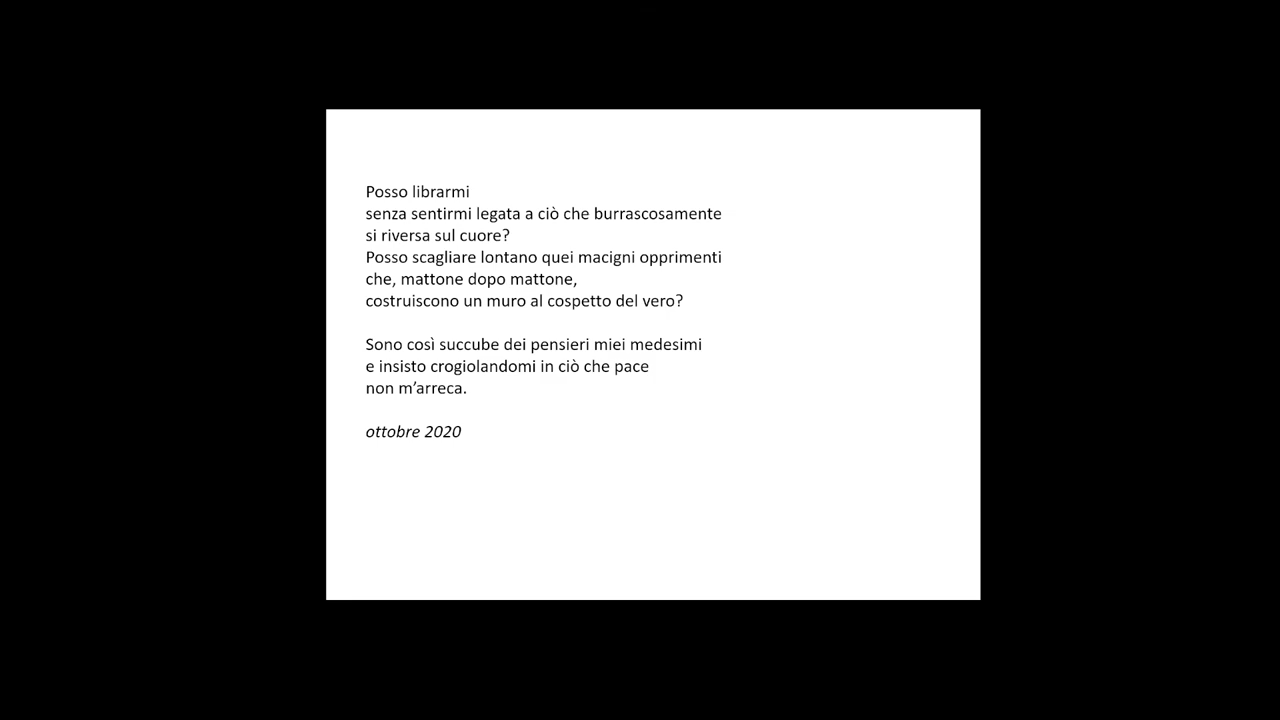 Posso librarmi
senza sentirmi legata a ciò che burrascosamente
si riversa sul cuore?
Posso scagliare lontano quei macigni opprimenti
che, mattone dopo mattone,
costruiscono un muro al cospetto del vero?
Sono così succube dei pensieri miei medesimi
e insisto crogiolandomi in ciò che pace
non m’arreca.
ottobre 2020